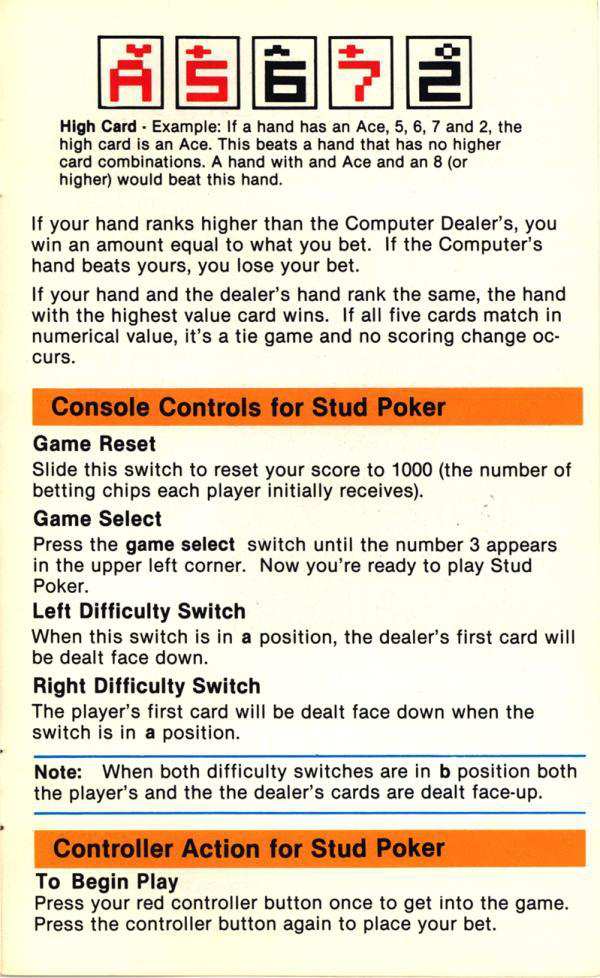 A 5 6 7 2
High Card - Example: If a hand has an Ace, 5, 6, 7 and 2, the
high card is an Ace. This beats a hand that has no higher
card combinations. A hand with and Ace and an 8 (or
higher) would beat this hand.
If your hand ranks higher than the Computer Dealer's, you
win an amount equal to what you bet. If the Computer's
hand beats yours, you lose your bet.
If your hand and the dealer's hand rank the same, the hand
with the highest value card wins. If all five cards match in
numerical value, it's a tie game and no scoring change oc-
curs.
Console Controls for Stud Poker
Game Reset
Slide this switch to reset your score to 1000 (the number of
betting chips each player initially receives).
Game Select
Press the game select switch until the number 3 appears
in the upper left corner. Now you're ready to play Stud
Poker.
Left Difficulty Switch
When this switch is in a position, the dealer's first card will
be dealt face down.
Right Difficulty Switch
The player's first card will be dealt face down when the
switch is in a position.
Note: When both difficulty switches are in b position both
the player's and the the dealer's cards are dealt face-up.
Controller Action for Stud Poker
To Begin Play
Press your red controller button once to get into the game.
Press the controller button again to place your bet.